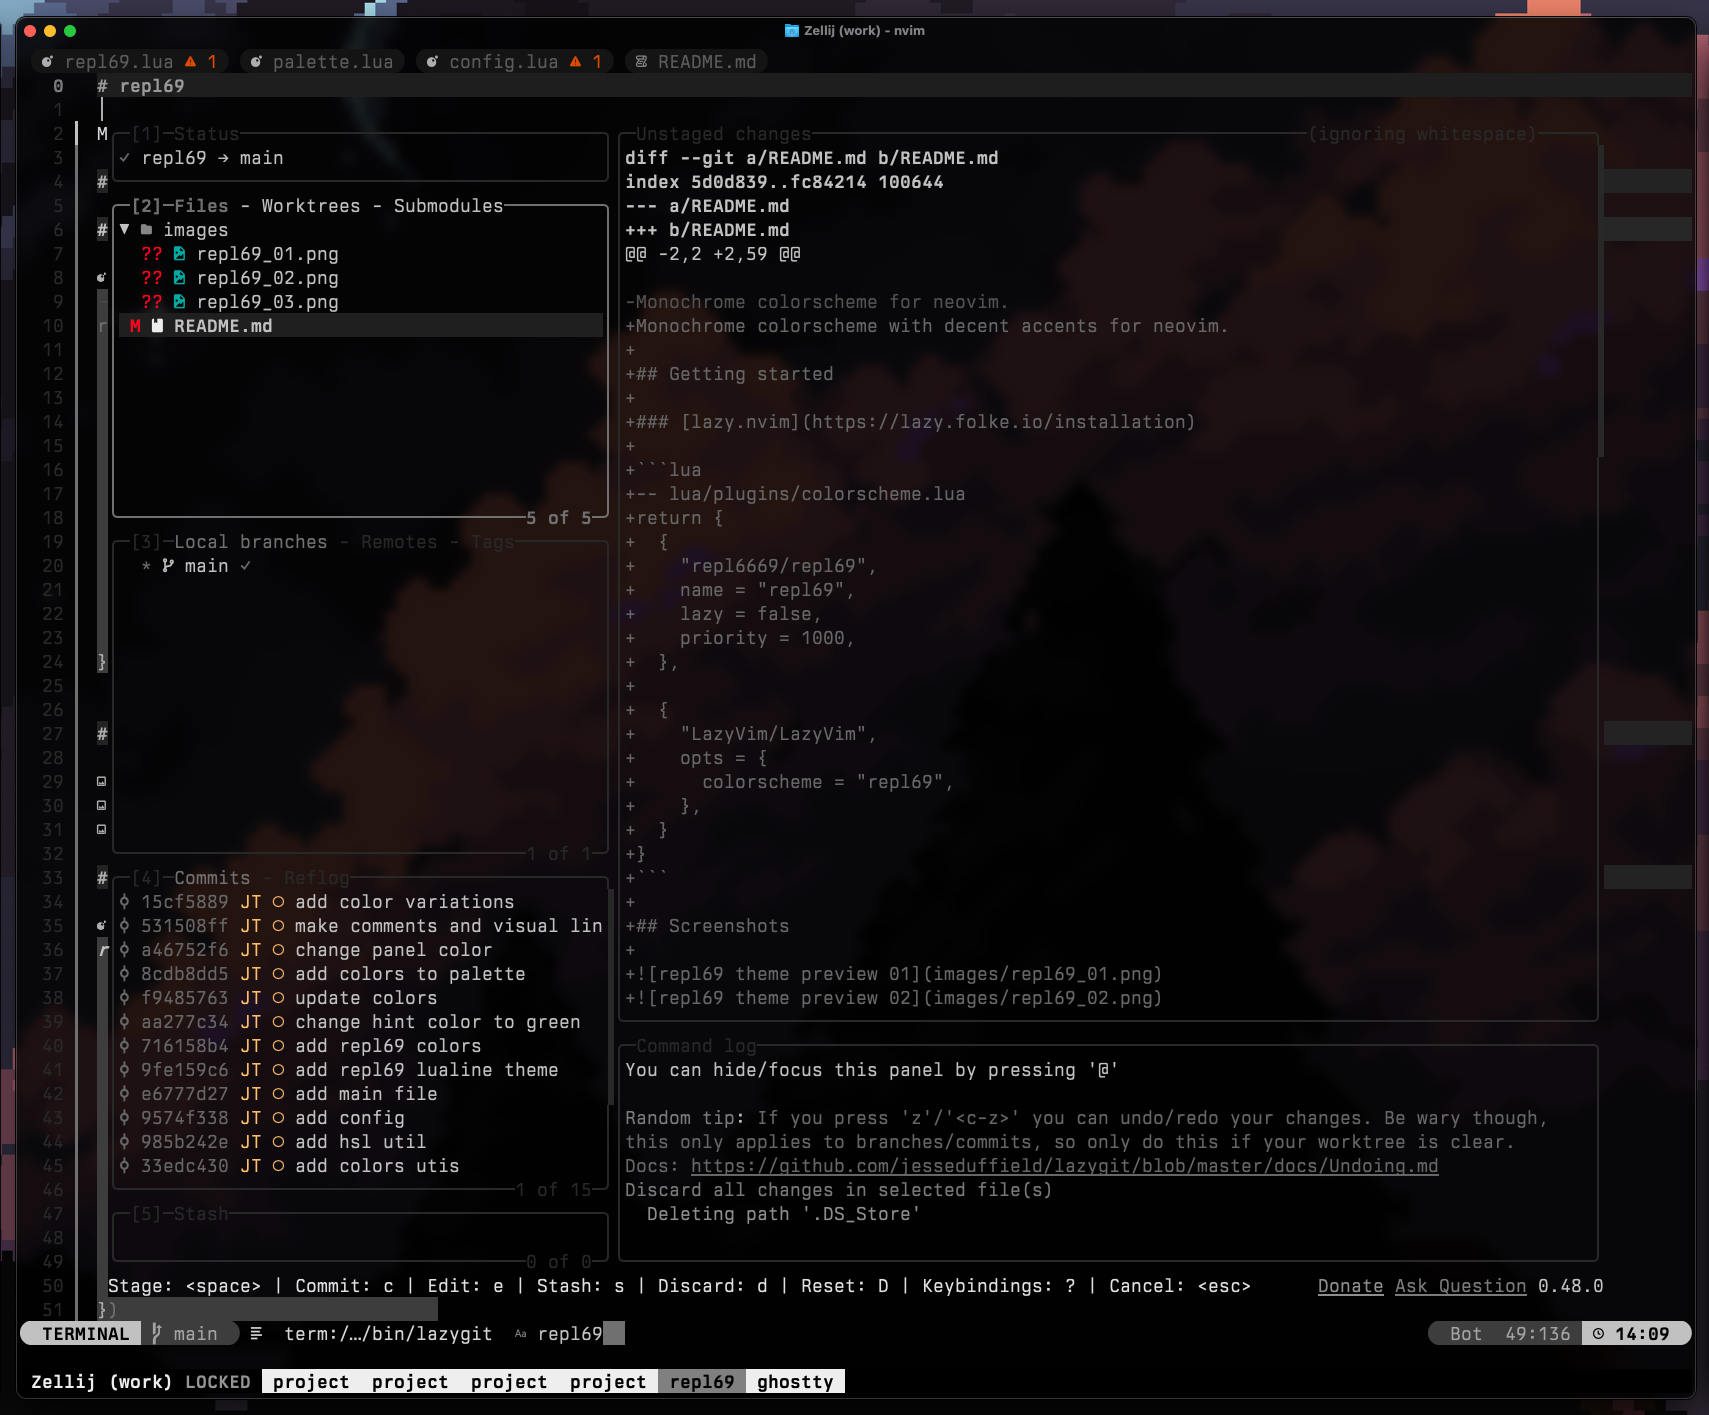 Zellij (work) - nvim
repl69.lua 1 palette.lua config.lua 1 README.md
0 # repl69
1
2 M [1]-Status
3 ✓ repl69 → main
4 #
5 [2]-Files - Worktrees - Submodules
6 # ▼ images
7 ?? repl69_01.png
8 ?? repl69_02.png
9 ?? repl69_03.png
10 r M README.md
11
12
13
14
15
16
17
18 5 of 5
19 [3]-Local branches - Remotes - Tags
20 * main ✓
21
22
23
24 }
25
26
27 #
28
29
30
31
32 1 of 1
33 # [4]-Commits - Reflog
34 15cf5889 JT ○ add color variations
35 531508ff JT ○ make comments and visual lin
36 r a46752f6 JT ○ change panel color
37 8cdb8dd5 JT ○ add colors to palette
38 f9485763 JT ○ update colors
39 aa277c34 JT ○ change hint color to green
40 716158b4 JT ○ add repl69 colors
41 9fe159c6 JT ○ add repl69 lualine theme
42 e6777d27 JT ○ add main file
43 9574f338 JT ○ add config
44 985b242e JT ○ add hsl util
45 33edc430 JT ○ add colors utis
46 1 of 15
47 [5]-Stash
48
49 0 of 0
Unstaged changes (ignoring whitespace)
diff --git a/README.md b/README.md
index 5d0d839..fc84214 100644
--- a/README.md
+++ b/README.md
@@ -2,2 +2,59 @@

-Monochrome colorscheme for neovim.
+Monochrome colorscheme with decent accents for neovim.
+
+## Getting started
+
+### [lazy.nvim](https://lazy.folke.io/installation)
+
+```lua
+-- lua/plugins/colorscheme.lua
+return {
+  {
+    "repl6669/repl69",
+    name = "repl69",
+    lazy = false,
+    priority = 1000,
+  },
+
+  {
+    "LazyVim/LazyVim",
+    opts = {
+      colorscheme = "repl69",
+    },
+  }
+}
+```
+
+## Screenshots
+
+![repl69 theme preview 01](images/repl69_01.png)
+![repl69 theme preview 02](images/repl69_02.png)
Command log
You can hide/focus this panel by pressing '@'

Random tip: If you press 'z'/'<c-z>' you can undo/redo your changes. Be wary though,
this only applies to branches/commits, so only do this if your worktree is clear.
Docs: https://github.com/jesseduffield/lazygit/blob/master/docs/Undoing.md
Discard all changes in selected file(s)
  Deleting path '.DS_Store'
50 Stage: <space> | Commit: c | Edit: e | Stash: s | Discard: d | Reset: D | Keybindings: ? | Cancel: <esc> Donate Ask Question 0.48.0
51 })
TERMINAL main term:/…/bin/lazygit Aa repl69 Bot 49:136 14:09
Zellij (work) LOCKED project project project project repl69 ghostty